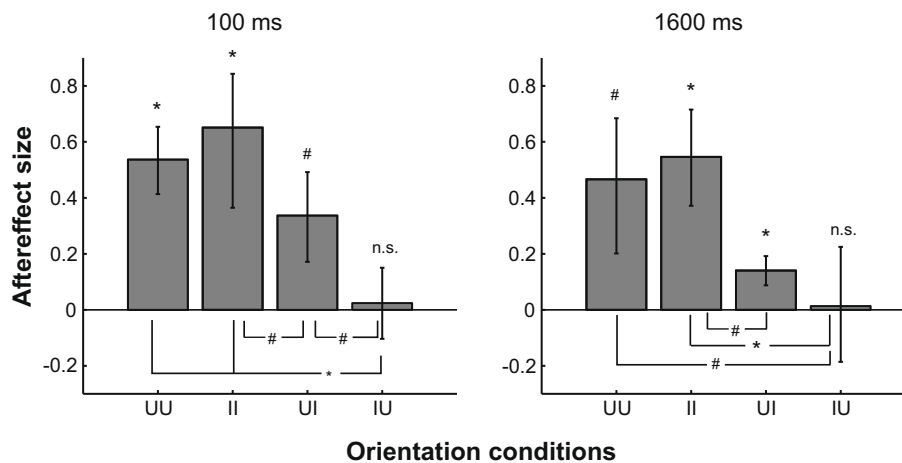 100 ms
1600 ms
Aftereffect size
0.8
0.6
0.4
0.2
0
-0.2
*
*
#
n.s.
#
#
*
UU
II
UI
IU
0.8
0.6
0.4
0.2
0
-0.2
#
*
*
n.s.
#
*
#
UU
II
UI
IU
Orientation conditions